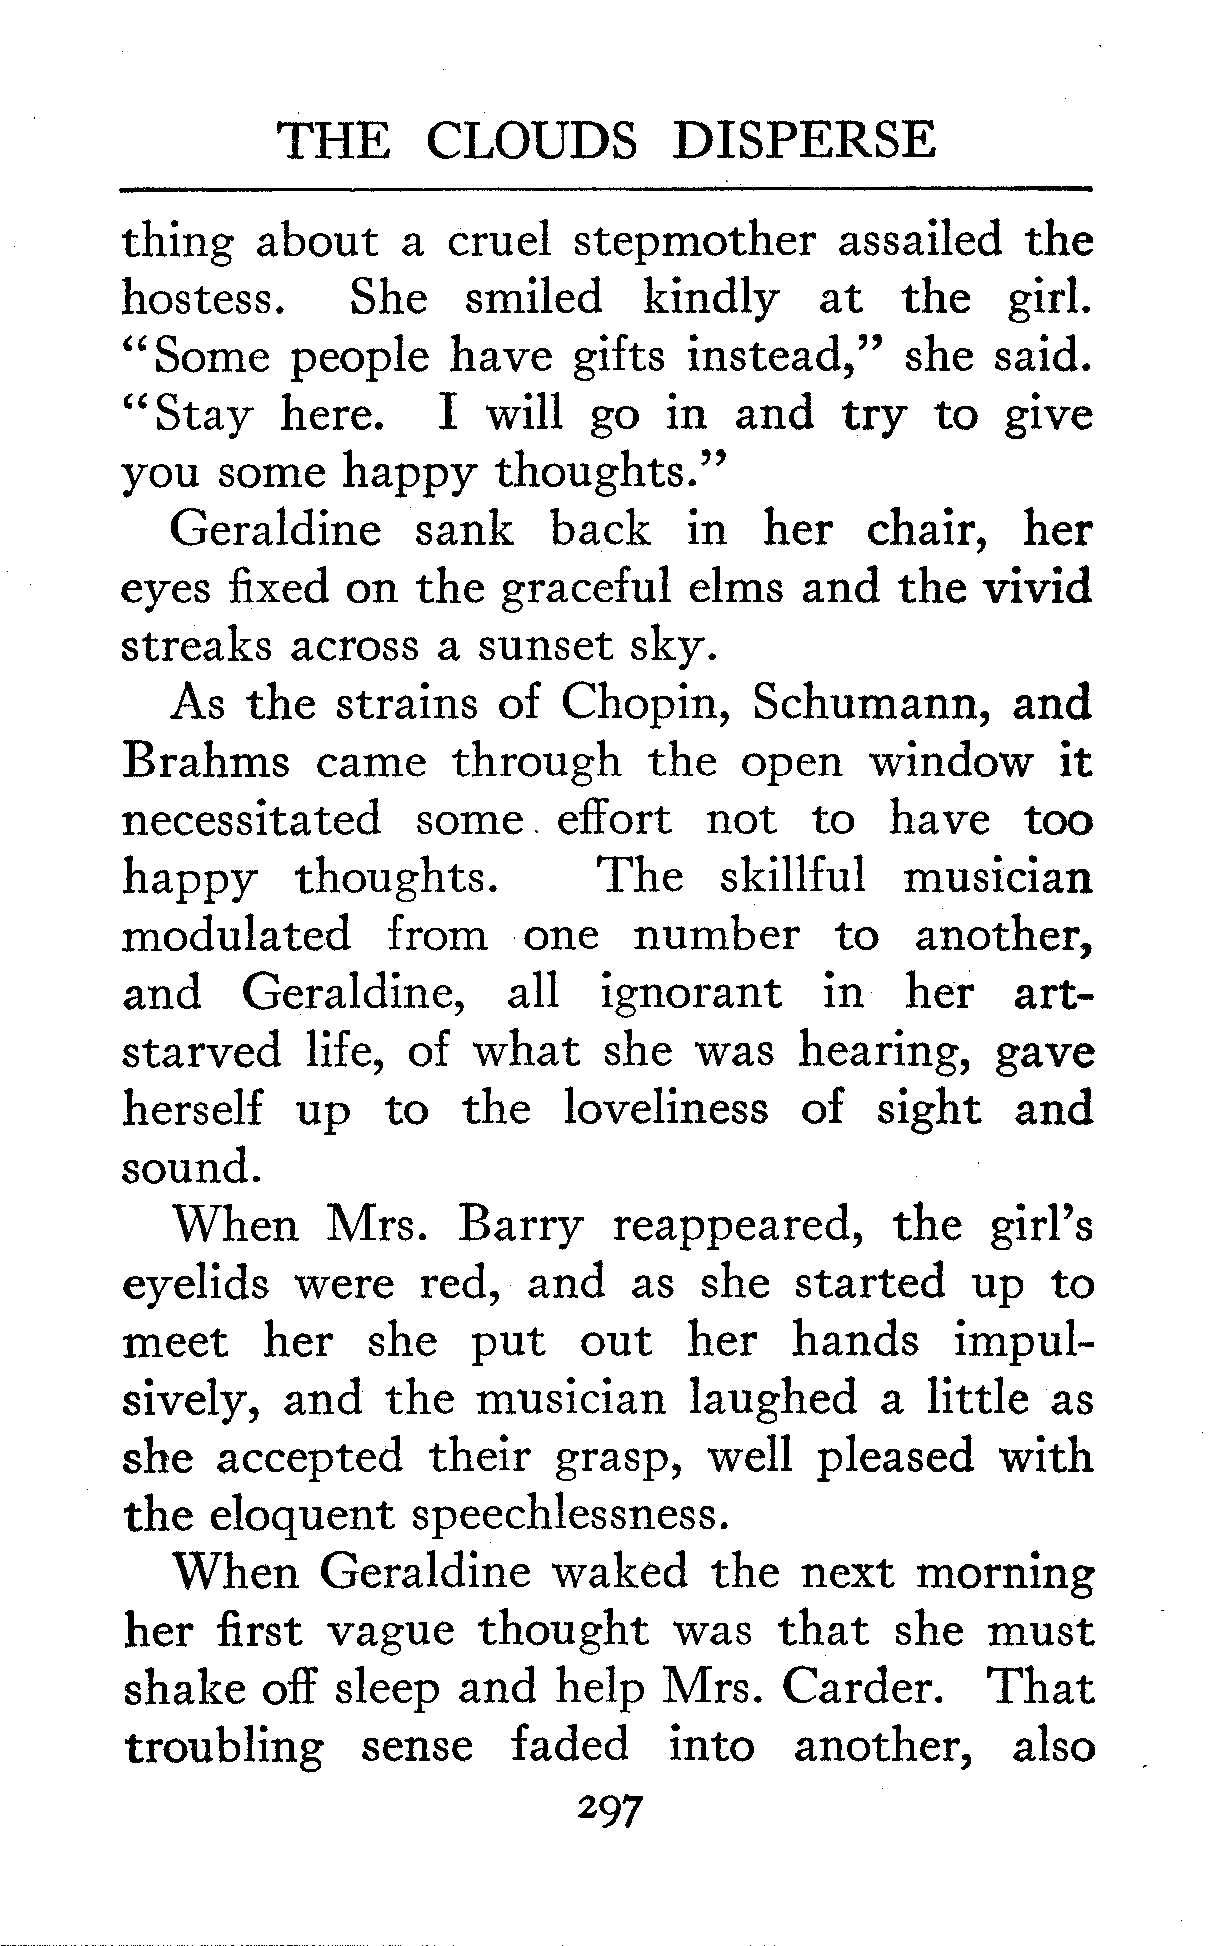 THE CLOUDS DISPERSE
thing about a cruel stepmother assailed the
hostess. She smiled kindly at the girl.
“Some people have gifts instead,” she said.
“Stay here. I will go in and try to give
you some happy thoughts.”
Geraldine sank back in her chair, her
eyes fixed on the graceful elms and the vivid
streaks across a sunset sky.
As the strains of Chopin, Schumann, and
Brahms came through the open window it
necessitated some effort not to have too
happy thoughts. The skillful musician
modulated from one number to another,
and Geraldine, all ignorant in her art-
starved life, of what she was hearing, gave
herself up to the loveliness of sight and
sound.
When Mrs. Barry reappeared, the girl’s
eyelids were red, and as she started up to
meet her she put out her hands impul-
sively, and the musician laughed a little as
she accepted their grasp, well pleased with
the eloquent speechlessness.
When Geraldine waked the next morning
her first vague thought was that she must
shake off sleep and help Mrs. Carder. That
troubling sense faded into another, also
297